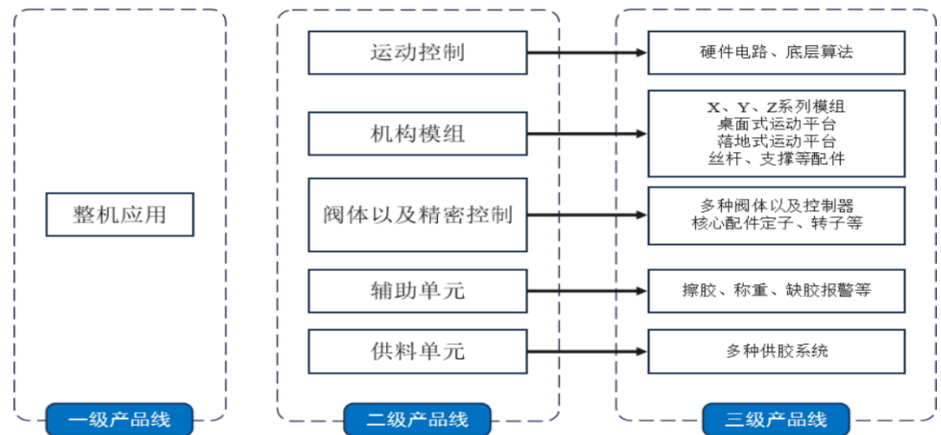 整机应用
一级产品线
运动控制
机构模组
阀体以及精密控制
辅助单元
供料单元
二级产品线
硬件电路、底层算法
X、Y、Z系列模组
桌面式运动平台
落地式运动平台
丝杆、支撑等配件
多种阀体以及控制器
核心配件定子、转子等
擦胶、称重、缺胶报警等
多种供胶系统
三级产品线